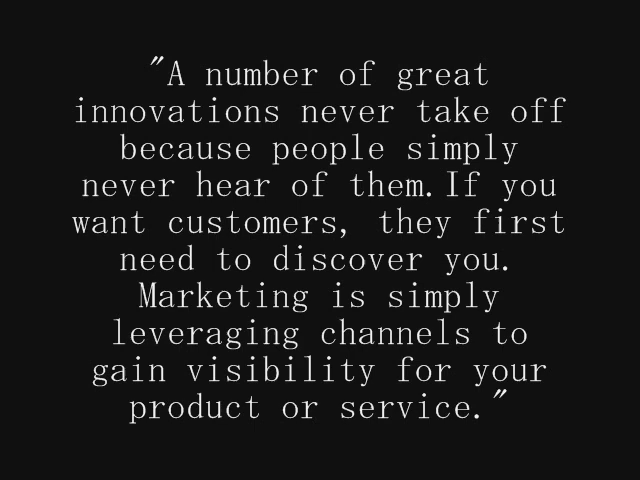 "A number of great
innovations never take off
because people simply
never hear of them.If you
want customers, they first
need to discover you.
Marketing is simply
leveraging channels to
gain visibility for your
product or service."